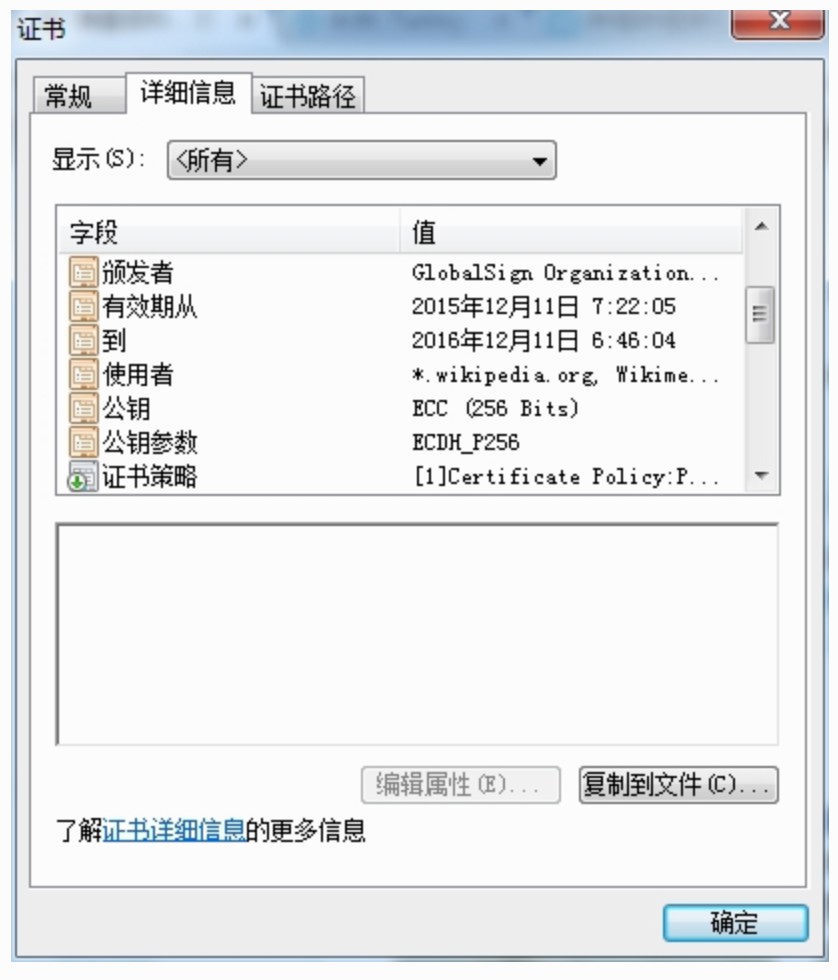 证书
常规 详细信息 证书路径
显示(S): <所有>
字段 值
颁发者 GlobalSign Organization...
有效期从 2015年12月11日 7:22:05
到 2016年12月11日 6:46:04
使用者 *.wikipedia.org, Wikime...
公钥 ECC (256 Bits)
公钥参数 ECDH_P256
证书策略 [1]Certificate Policy:P...
编辑属性(E)... 复制到文件(C)...
了解证书详细信息的更多信息
确定